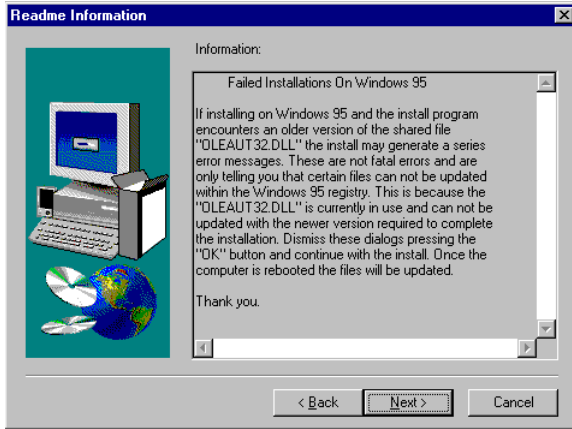 Readme Information
Information:
Failed Installations On Windows 95
If installing on Windows 95 and the install program
encounters an older version of the shared file
"OLEAUT32.DLL" the install may generate a series
error messages. These are not fatal errors and are
only telling you that certain files can not be updated
within the Windows 95 registry. This is because the
"OLEAUT32.DLL" is currently in use and can not be
updated with the newer version required to complete
the installation. Dismiss these dialogs pressing the
"OK" button and continue with the install. Once the
computer is rebooted the files will be updated.
Thank you.
< Back
Next >
Cancel